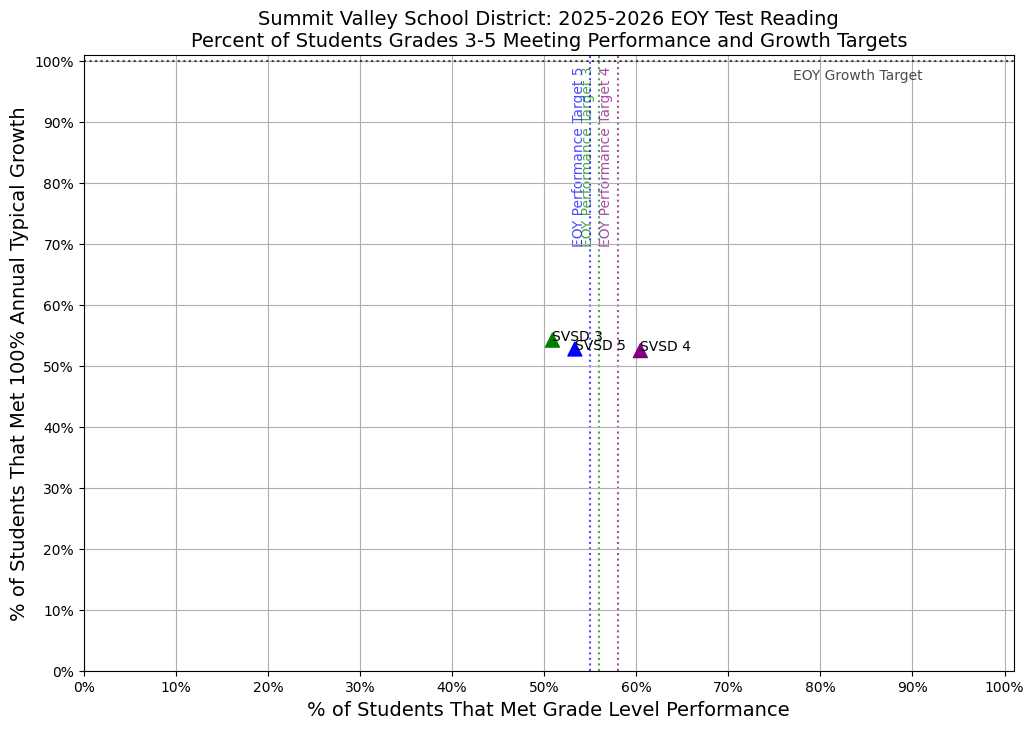 Summit Valley School District: 2025-2026 EOY Test Reading
Percent of Students Grades 3-5 Meeting Performance and Growth Targets
% of Students That Met 100% Annual Typical Growth
100%
90%
80%
70%
60%
50%
40%
30%
20%
10%
0%
EOY Growth Target
EOY Performance Target 5
EOY Performance Target 3
EOY Performance Target 4
SVSD 3
SVSD 5
SVSD 4
0%
10%
20%
30%
40%
50%
60%
70%
80%
90%
100%
% of Students That Met Grade Level Performance